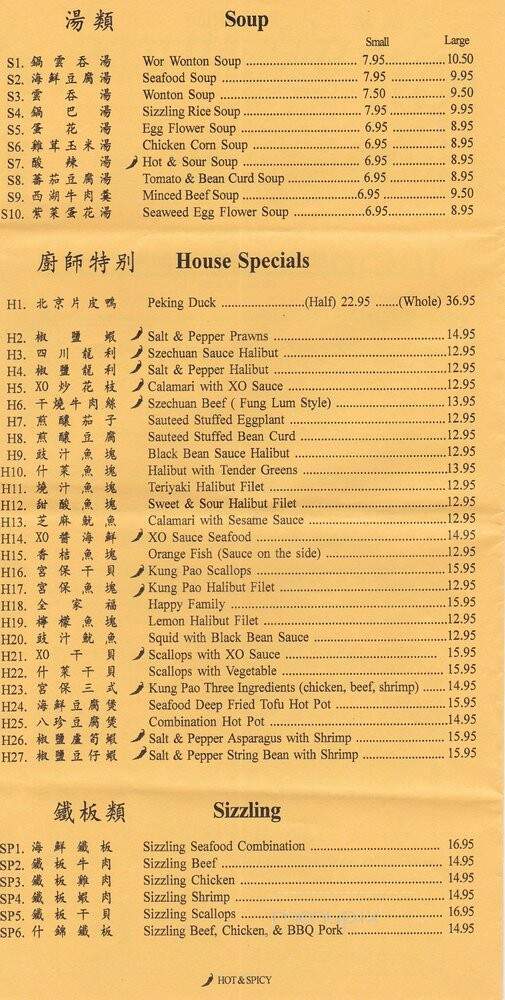 湯類 Soup
Small Large
S1. 鍋雲吞湯 Wor Wonton Soup 7.95 10.50
S2. 海鮮豆腐湯 Seafood Soup 7.95 9.95
S3. 雲吞湯 Wonton Soup 7.50 9.50
S4. 鍋巴湯 Sizzling Rice Soup 7.95 9.95
S5. 蛋花湯 Egg Flower Soup 6.95 8.95
S6. 雞茸玉米湯 Chicken Corn Soup 6.95 8.95
S7. 酸辣湯 Hot & Sour Soup 6.95 8.95
S8. 蕃茄豆腐湯 Tomato & Bean Curd Soup 6.95 8.95
S9. 西湖牛肉羹 Minced Beef Soup 6.95 9.50
S10. 紫菜蛋花湯 Seaweed Egg Flower Soup 6.95 8.95
廚師特別 House Specials
H1. 北京片皮鴨 Peking Duck (Half) 22.95 (Whole) 36.95
H2. 椒鹽蝦 Salt & Pepper Prawns 14.95
H3. 四川龍利 Szechuan Sauce Halibut 12.95
H4. 椒鹽龍利 Salt & Pepper Halibut 12.95
H5. XO炒花枝 Calamari with XO Sauce 12.95
H6. 干燒牛肉絲 Szechuan Beef ( Fung Lum Style) 13.95
H7. 煎釀茄子 Sauteed Stuffed Eggplant 12.95
H8. 煎釀豆腐 Sauteed Stuffed Bean Curd 12.95
H9. 豉汁魚塊 Black Bean Sauce Halibut 12.95
H10. 什菜魚塊 Halibut with Tender Greens 13.95
H11. 燒汁魚塊 Teriyaki Halibut Filet 12.95
H12. 甜酸魚塊 Sweet & Sour Halibut Filet 12.95
H13. 芝麻魷魚 Calamari with Sesame Sauce 12.95
H14. XO醬海鮮 XO Sauce Seafood 15.95
H15. 香桔魚塊 Orange Fish (Sauce on the side) 12.95
H16. 宮保干貝 Kung Pao Scallops 15.95
H17. 宮保魚塊 Kung Pao Halibut Filet 12.95
H18. 全家福 Happy Family 15.95
H19. 檸檬魚塊 Lemon Halibut Filet 12.95
H20. 豉汁魷魚 Squid with Black Bean Sauce 12.95
H21. XO干貝 Scallops with XO Sauce 15.95
H22. 什菜干貝 Scallops with Vegetable 15.95
H23. 宮保三式 Kung Pao Three Ingredients (chicken, beef, shrimp) 14.95
H24. 海鮮豆腐煲 Seafood Deep Fried Tofu Hot Pot 15.95
H25. 八珍豆腐煲 Combination Hot Pot 14.95
H26. 椒鹽蘆筍蝦 Salt & Pepper Asparagus with Shrimp 15.95
H27. 椒鹽豆仔蝦 Salt & Pepper String Bean with Shrimp 15.95
鐵板類 Sizzling
SP1. 海鮮鐵板 Sizzling Seafood Combination 16.95
SP2. 鐵板牛肉 Sizzling Beef 14.95
SP3. 鐵板雞肉 Sizzling Chicken 14.95
SP4. 鐵板蝦肉 Sizzling Shrimp 14.95
SP5. 鐵板干貝 Sizzling Scallops 16.95
SP6. 什錦鐵板 Sizzling Beef, Chicken, & BBQ Pork 14.95
HOT & SPICY